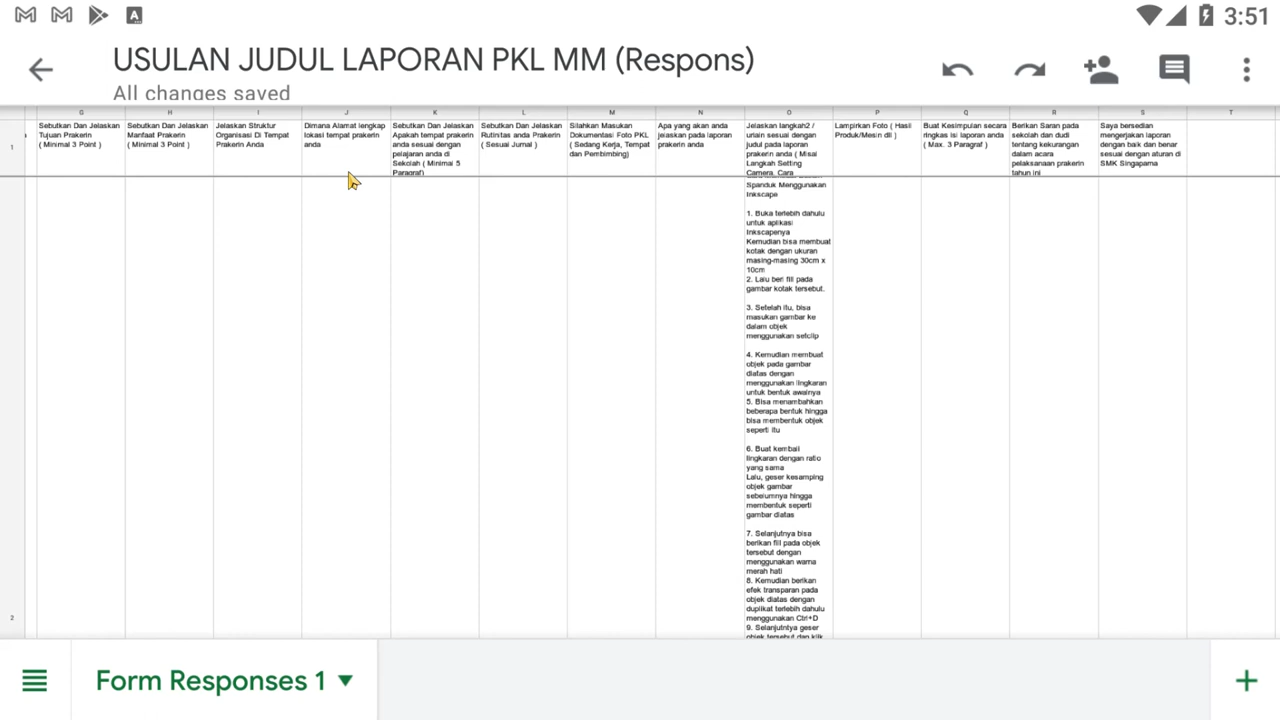 3:51
USULAN JUDUL LAPORAN PKL MM (Respons)
All changes saved
G H I J K L M N O P Q R S T
1
Sebutkan Dan Jelaskan
Tujuan Prakerin
( Minimal 3 Point )
Sebutkan Dan Jelaskan
Manfaat Prakerin
( Minimal 3 Point )
Jelaskan Struktur
Organisasi Di Tempat
Prakerin Anda
Dimana Alamat lengkap
lokasi tempat prakerin
anda
Sebutkan Dan Jelaskan
Apakah tempat prakerin
anda sesuai dengan
pelajaran anda di
Sekolah ( Minimal 5
Paragraf)
Sebutkan Dan Jelaskan
Rutinitas anda Prakerin
( Sesuai Jurnal )
Silahkan Masukan
Dokumentasi Foto PKL
( Sedang Kerja, Tempat
dan Pembimbing)
Apa yang akan anda
jelaskan pada laporan
prakerin anda
Jelaskan langkah2 /
uriain sesuai dengan
judul pada laporan
prakerin anda ( Misal
Langkah Setting
Camera, Cara
Lampirkan Foto ( Hasil
Produk/Mesin dll )
Buat Kesimpulan secara
ringkas isi laporan anda
( Max. 3 Paragraf )
Berikan Saran pada
sekolah dan dudi
tentang kekurangan
dalam acara
pelaksanaan prakerin
tahun ini
Saya bersedian
mengerjakan laporan
dengan baik dan benar
sesuai dengan aturan di
SMK Singapama
Spanduk Menggunakan
Inkscape
1. Buka terlebih dahulu
untuk aplikasi
Inkscapenya
Kemudian bisa membuat
kotak dengan ukuran
masing-masing 30cm x
10cm
2. Lalu beri fill pada
gambar kotak tersebut.
3. Setelah itu, bisa
masukan gambar ke
dalam objek
menggunakan setclip
4. Kemudian membuat
objek pada gambar
diatas dengan
menggunakan lingkaran
untuk bentuk awalnya
5. Bisa menambahkan
beberapa bentuk hingga
bisa membentuk objek
seperti itu
6. Buat kembali
lingkaran dengan ratio
yang sama
Lalu, geser kesamping
objek gambar
sebelumnya hingga
membentuk seperti
gambar diatas
7. Selanjutnya bisa
berikan fill pada objek
tersebut dengan
menggunakan warna
merah hati
8. Kemudian berikan
efek transparan pada
objek diatas dengan
duplikat terlebih dahulu
menggunakan Ctrl+D
9. Selanjutntya geser
objek tersebut dan klik
2
Form Responses 1